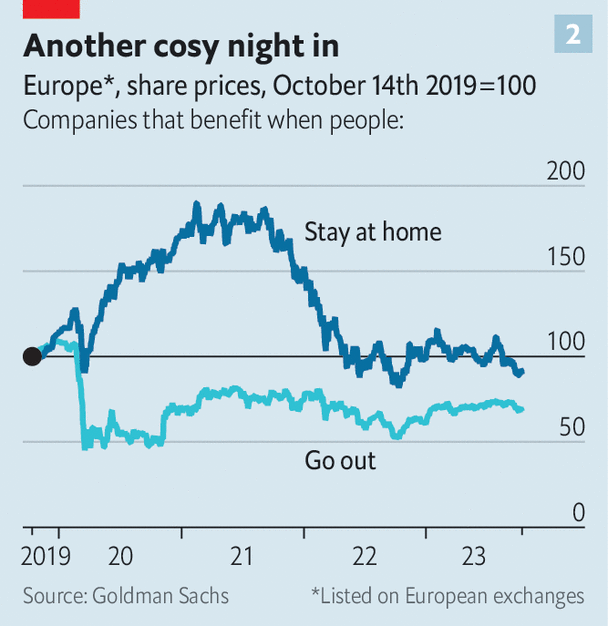 2
Another cosy night in
Europe*, share prices, October 14th 2019=100
Companies that benefit when people:
200
Stay at home
150
100
50
Go out
0
2019 20 21 22 23
Source: Goldman Sachs *Listed on European exchanges